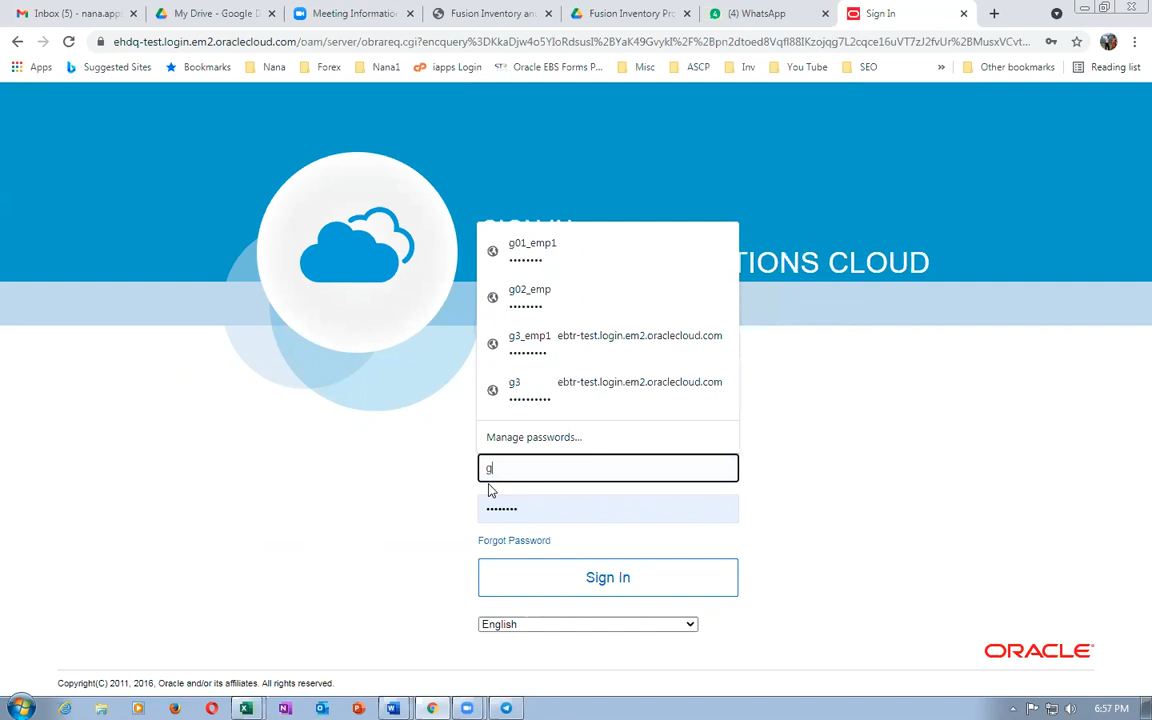 Inbox (5) - nana.apps
My Drive - Google D
Meeting Informatio
Fusion Inventory an
Fusion Inventory Pro
(4) WhatsApp
Sign In
ehdq-test.login.em2.oraclecloud.com/oam/server/obrareq.cgi?encquery%3DKkaDjw4o5YIoRdsusI%2BYaK49GvykI%2F%2Bpn2dtoed8Vqfl88IKzojqg7L2cqce16uVT7zJ2fvUr%2BMusxVCvt...
Apps
Suggested Sites
Bookmarks
Nana
Forex
Nana1
iapps Login
Oracle EBS Forms P...
Misc
ASCP
Inv
You Tube
SEO
»
Other bookmarks
Reading list
TIONS CLOUD
g01_emp1
••••••••
g02_emp
••••••••
g3_emp1 ebtr-test.login.em2.oraclecloud.com
•••••••••
g3 ebtr-test.login.em2.oraclecloud.com
••••••••••
Manage passwords...
g
••••••••
Forgot Password
Sign In
English
ORACLE
Copyright(C) 2011, 2016, Oracle and/or its affiliates. All rights reserved.
6:57 PM